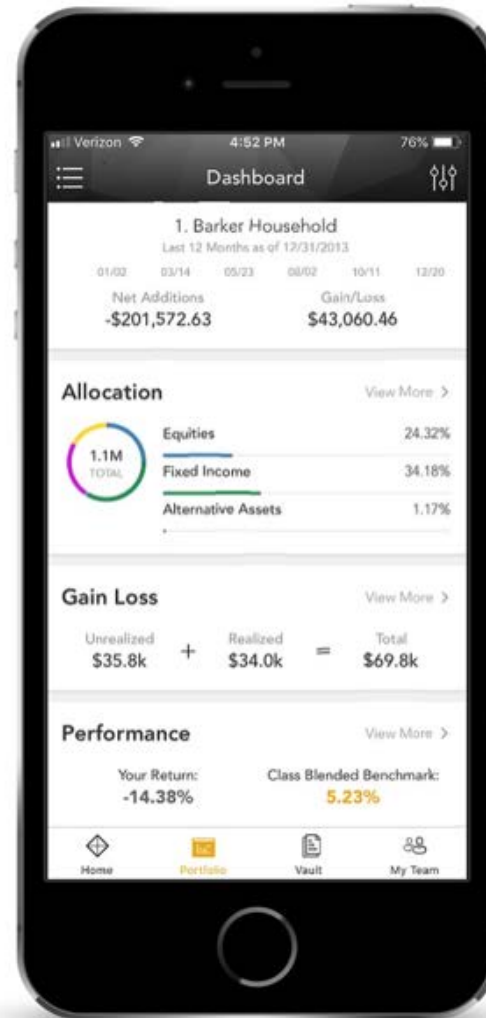 Verizon 4:52 PM 76%
Dashboard
1. Barker Household
Last 12 Months as of 12/31/2013
01/02 03/14 05/23 08/02 10/11 12/20
Net Additions Gain/Loss
-$201,572.63 $43,060.46
Allocation View More >
Equities 24.32%
1.1M
TOTAL
Fixed Income 34.18%
Alternative Assets 1.17%
Gain Loss View More >
Unrealized Realized Total
$35.8k + $34.0k = $69.8k
Performance View More >
Your Return: Class Blended Benchmark:
-14.38% 5.23%
Home Portfolio Vault My Team